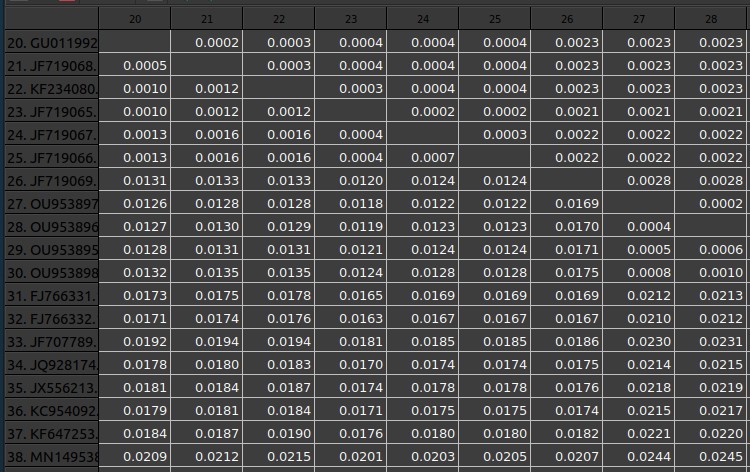 20 21 22 23 24 25 26 27 28
20. GU011992 0.0002 0.0003 0.0004 0.0004 0.0004 0.0023 0.0023 0.0023
21. JF719068. 0.0005 0.0003 0.0004 0.0004 0.0004 0.0023 0.0023 0.0023
22. KF234080. 0.0010 0.0012 0.0003 0.0004 0.0004 0.0023 0.0023 0.0023
23. JF719065. 0.0010 0.0012 0.0012 0.0002 0.0002 0.0021 0.0021 0.0021
24. JF719067. 0.0013 0.0016 0.0016 0.0004 0.0003 0.0022 0.0022 0.0022
25. JF719066. 0.0013 0.0016 0.0016 0.0004 0.0007 0.0022 0.0022 0.0022
26. JF719069. 0.0131 0.0133 0.0133 0.0120 0.0124 0.0124 0.0028 0.0028
27. OU953897 0.0126 0.0128 0.0128 0.0118 0.0122 0.0122 0.0169 0.0002
28. OU953896 0.0127 0.0130 0.0129 0.0119 0.0123 0.0123 0.0170 0.0004
29. OU953895 0.0128 0.0131 0.0131 0.0121 0.0124 0.0124 0.0171 0.0005 0.0006
30. OU953898 0.0132 0.0135 0.0135 0.0124 0.0128 0.0128 0.0175 0.0008 0.0010
31. FJ766331. 0.0173 0.0175 0.0178 0.0165 0.0169 0.0169 0.0169 0.0212 0.0213
32. FJ766332. 0.0171 0.0174 0.0176 0.0163 0.0167 0.0167 0.0167 0.0210 0.0212
33. JF707789. 0.0192 0.0194 0.0194 0.0181 0.0185 0.0185 0.0186 0.0230 0.0231
34. JQ928174. 0.0178 0.0180 0.0183 0.0170 0.0174 0.0174 0.0175 0.0214 0.0215
35. JX556213. 0.0181 0.0184 0.0187 0.0174 0.0178 0.0178 0.0176 0.0218 0.0219
36. KC954092. 0.0179 0.0181 0.0184 0.0171 0.0175 0.0175 0.0174 0.0215 0.0217
37. KF647253. 0.0184 0.0187 0.0190 0.0176 0.0180 0.0180 0.0182 0.0221 0.0220
38. MN149538 0.0209 0.0212 0.0215 0.0201 0.0203 0.0205 0.0207 0.0244 0.0245